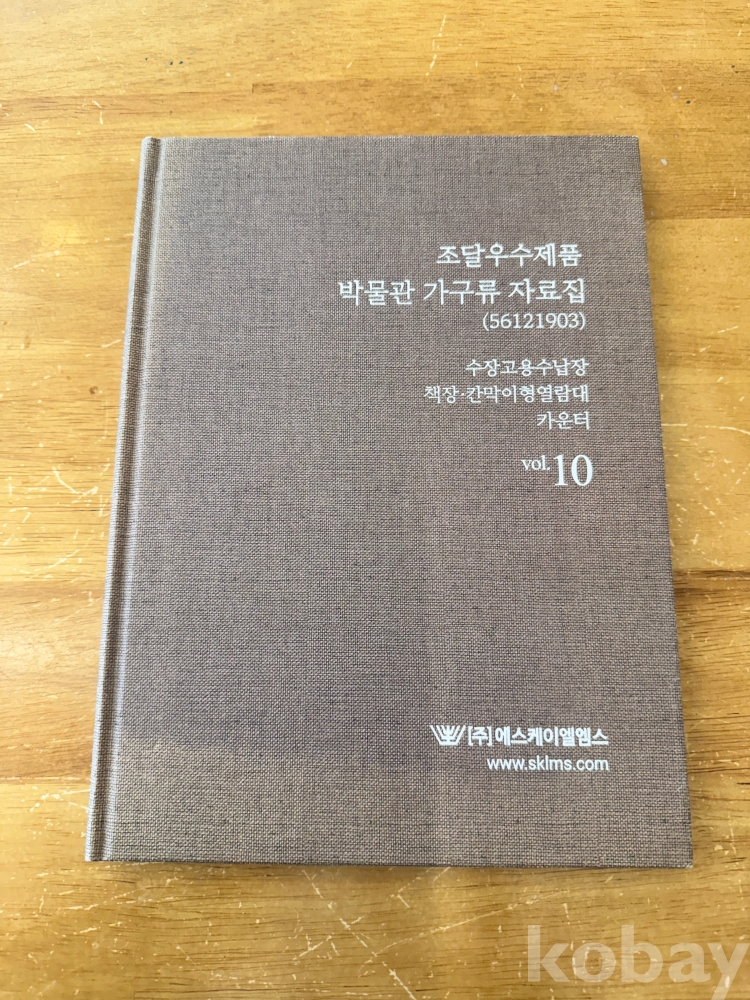 조달우수제품
박물관 가구류 자료집
(56121903)
수장고용수납장
책장·칸막이형열람대
카운터
vol.10
[주]에스케이엘엠스
www.sklms.com
kobay